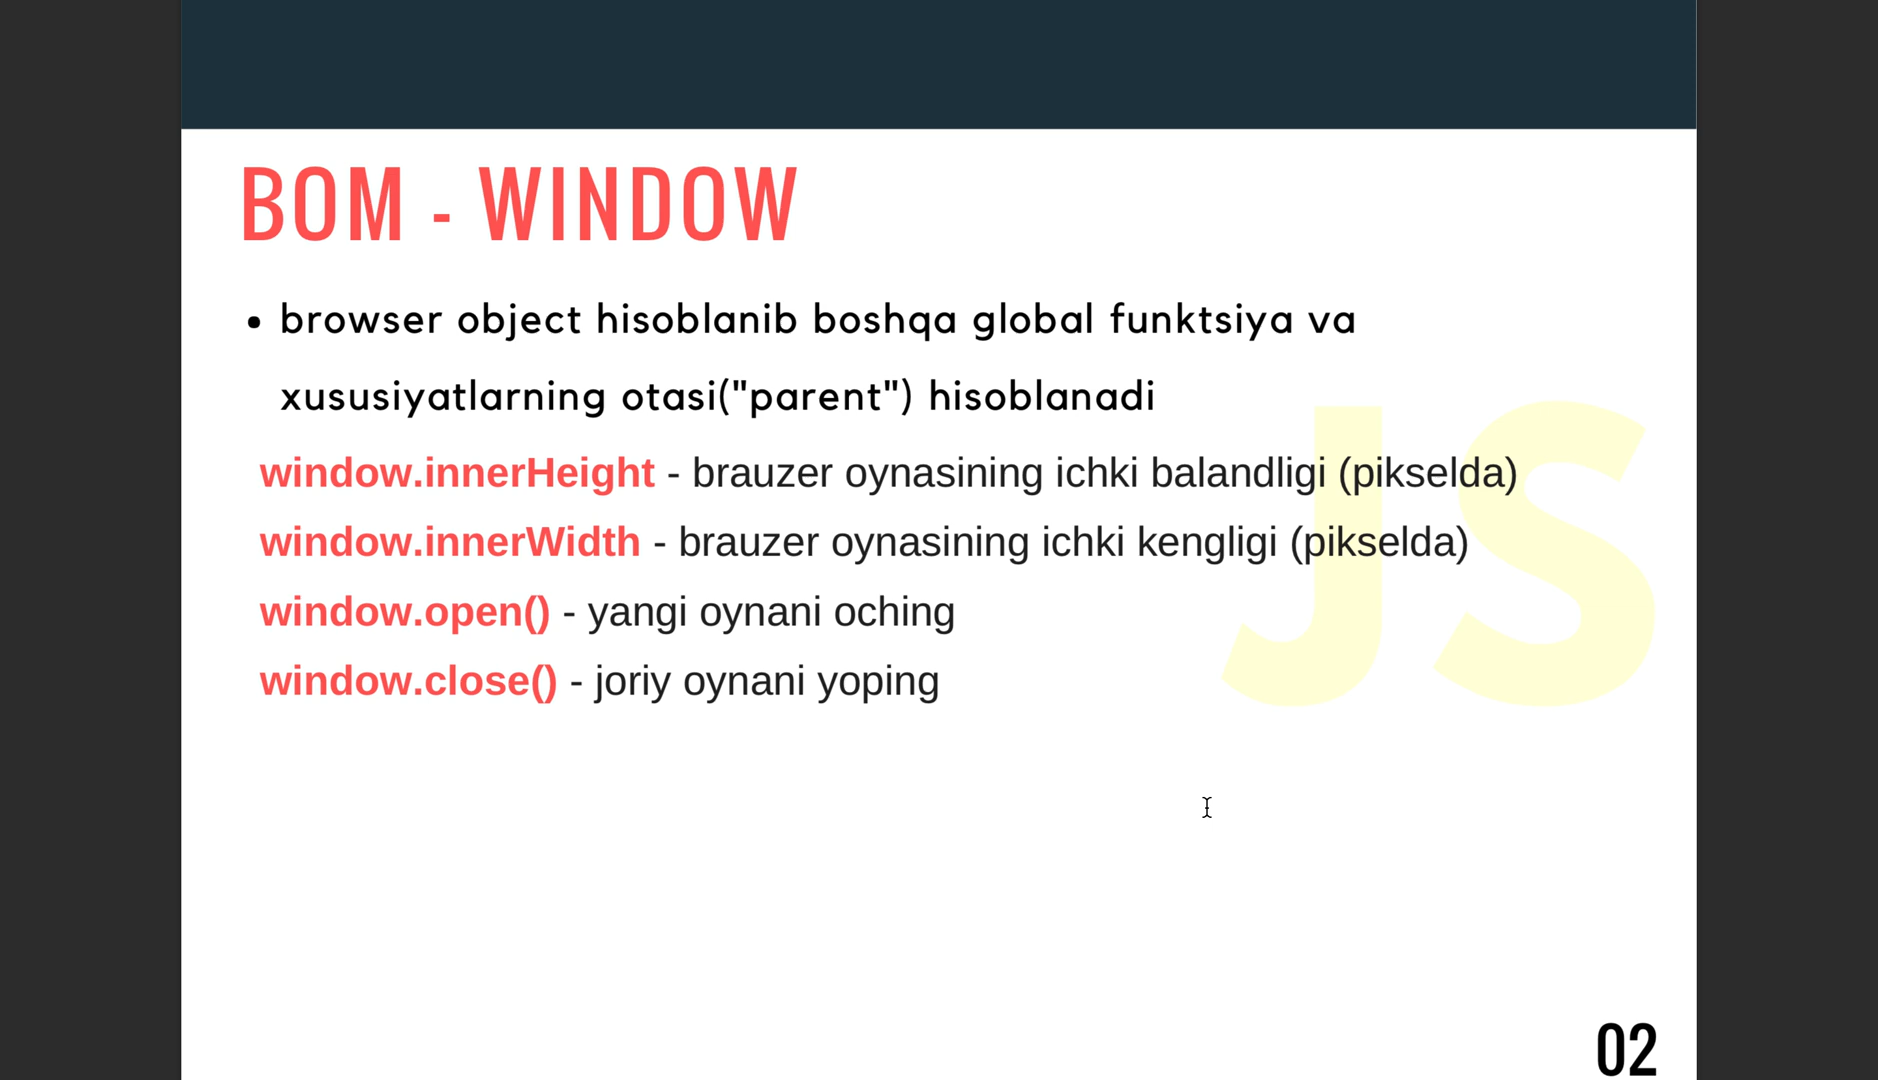 BOM - WINDOW
• browser object hisoblanib boshqa global funktsiya va
xususiyatlarning otasi("parent") hisoblanadi
window.innerHeight - brauzer oynasining ichki balandligi (pikselda)
window.innerWidth - brauzer oynasining ichki kengligi (pikselda)
window.open() - yangi oynani oching
window.close() - joriy oynani yoping
JS
02